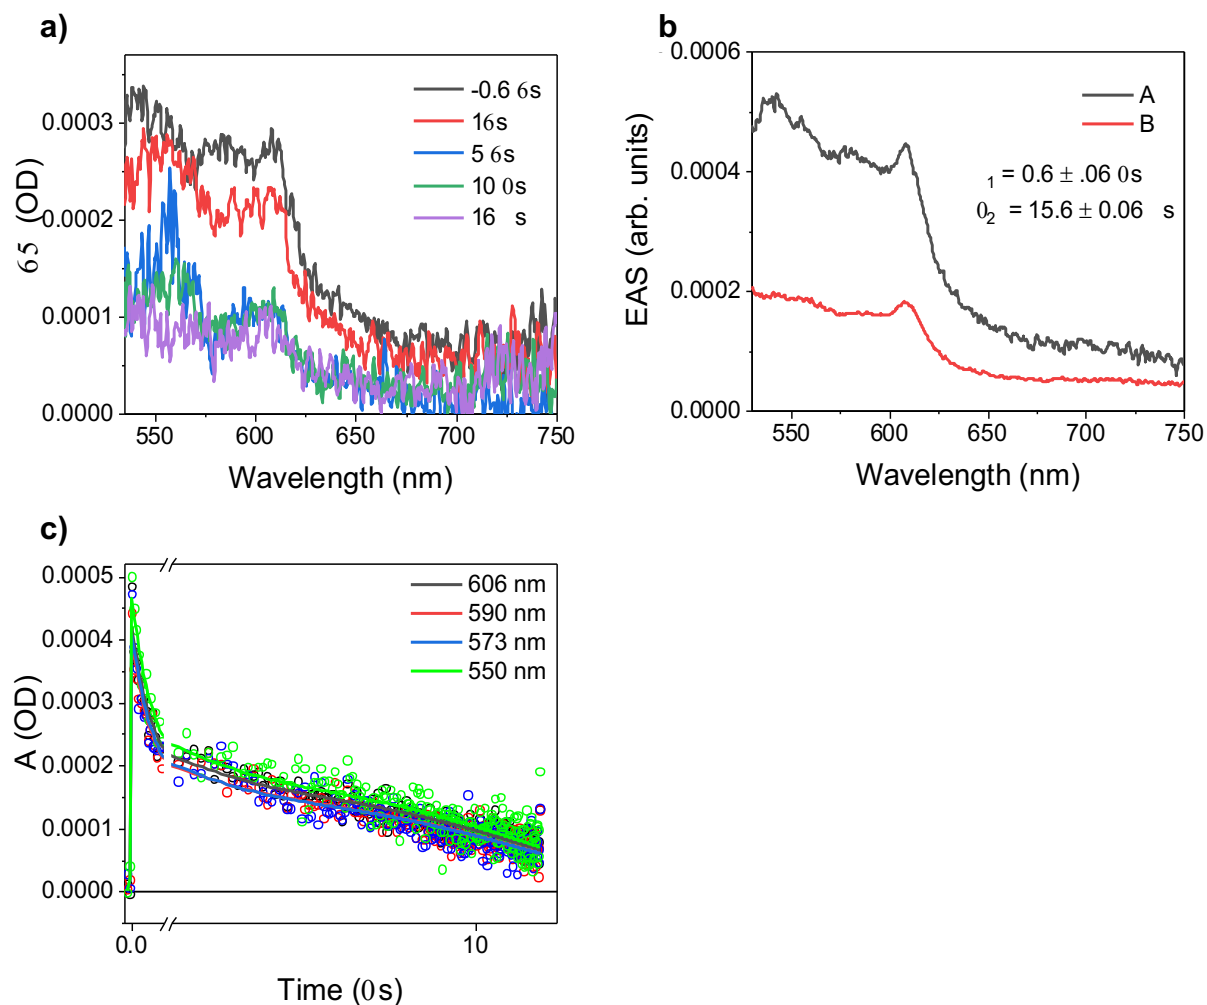 a)
-0.6 6s
16s
5 6s
10 0s
16 s
0.0003
0.0002
0.0001
0.0000
65 (OD)
550 600 650 700 750
Wavelength (nm)
b
A
B
1 = 0.6 ± .06 0s
02 = 15.6 ± 0.06 s
0.0006
0.0004
0.0002
0.0000
EAS (arb. units)
550 600 650 700 750
Wavelength (nm)
c)
606 nm
590 nm
573 nm
550 nm
0.0005
0.0004
0.0003
0.0002
0.0001
0.0000
A (OD)
0.0 10
Time (0s)